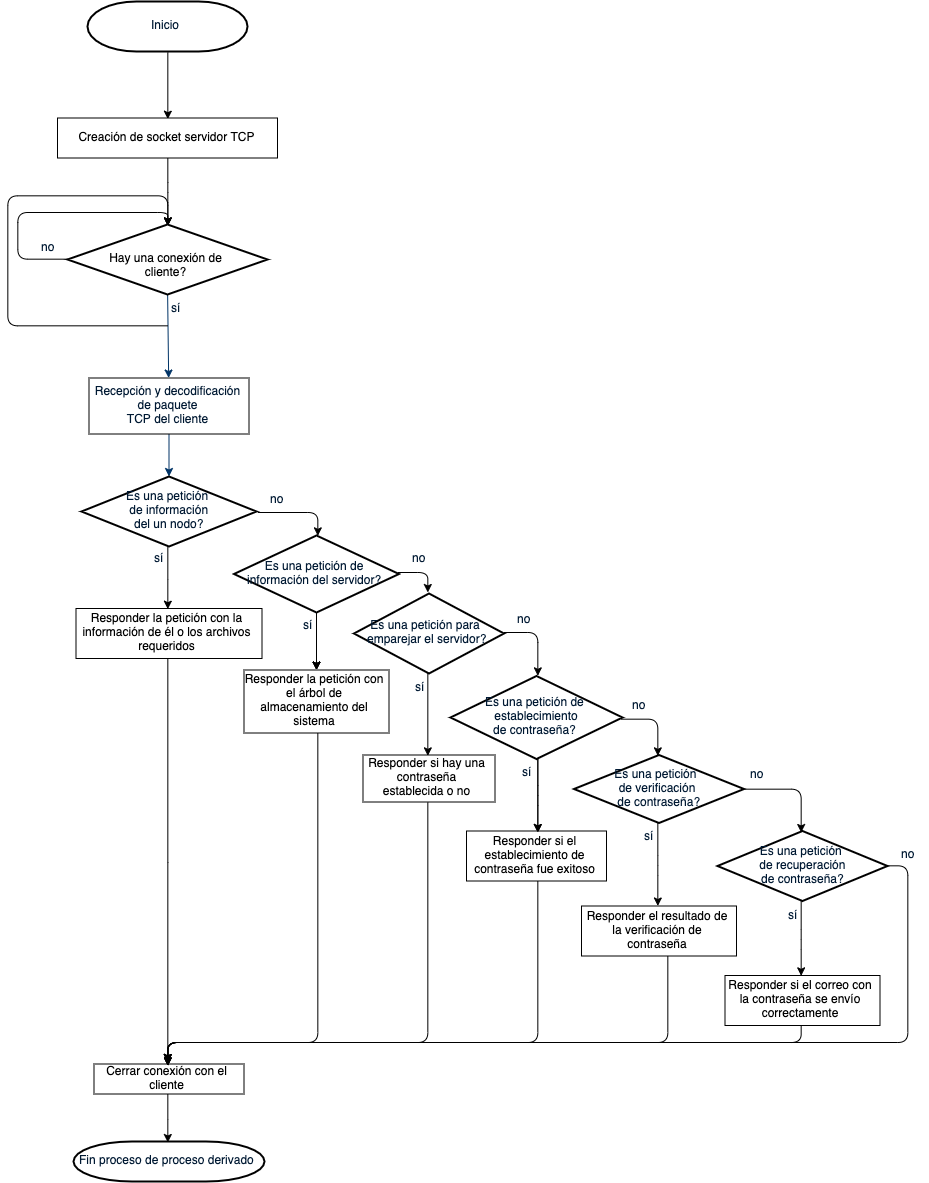 Inicio
Creación de socket servidor TCP
Hay una conexión de
cliente?
no
sí
Recepción y decodificación
de paquete
TCP del cliente
Es una petición
de información
del un nodo?
no
sí
Responder la petición con la
información de él o los archivos
requeridos
Es una petición de
información del servidor?
no
sí
Responder la petición con
el árbol de
almacenamiento del
sistema
Es una petición para
emparejar el servidor?
no
sí
Responder si hay una
contraseña
establecida o no
Es una petición de
establecimiento
de contraseña?
no
sí
Responder si el
establecimiento de
contraseña fue exitoso
Es una petición
de verificación
de contraseña?
no
sí
Responder el resultado de
la verificación de
contraseña
Es una petición
de recuperación
de contraseña?
no
sí
Responder si el correo con
la contraseña se envío
correctamente
Cerrar conexión con el
cliente
Fin proceso de proceso derivado